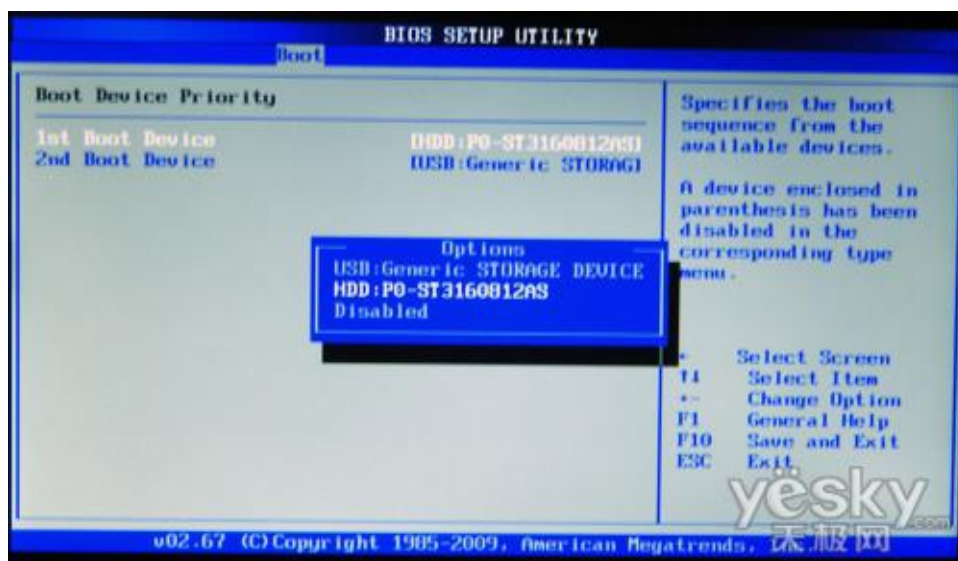 BIOS SETUP UTILITY
Boot
Boot Device Priority
1st Boot Device [HDD:P0-ST3160812AS]
2nd Boot Device [USB:Generic STORAG]
Options
USB:Generic STORAGE DEVICE
HDD:P0-ST3160812AS
Disabled
Specifies the boot
sequence from the
available devices.
A device enclosed in
parenthesis has been
disabled in the
corresponding type
menu.
← Select Screen
↑↓ Select Item
+- Change Option
F1 General Help
F10 Save and Exit
ESC Exit
v02.67 (C)Copyright 1985-2009, American Megatrends, Inc.
yesky.com
天极网